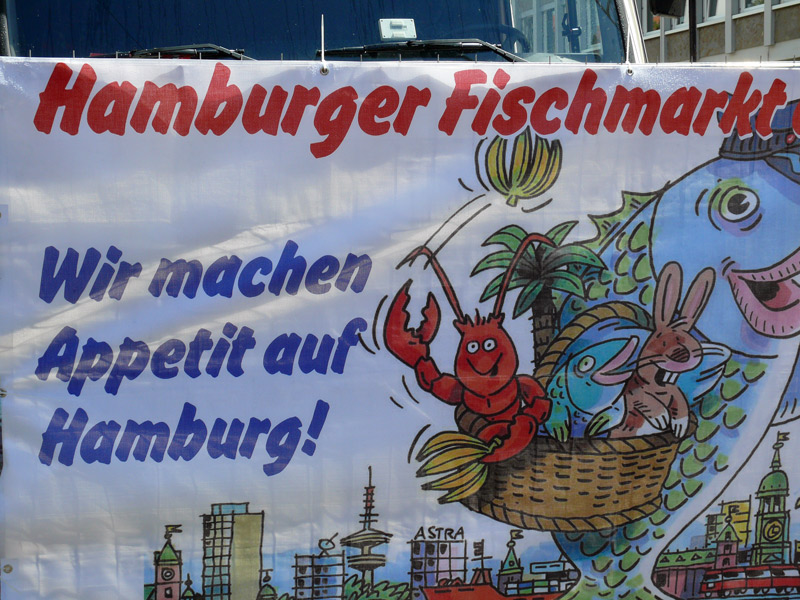 Hamburger Fischmarkt
Wir machen
Appetit auf
Hamburg!
ASTRA